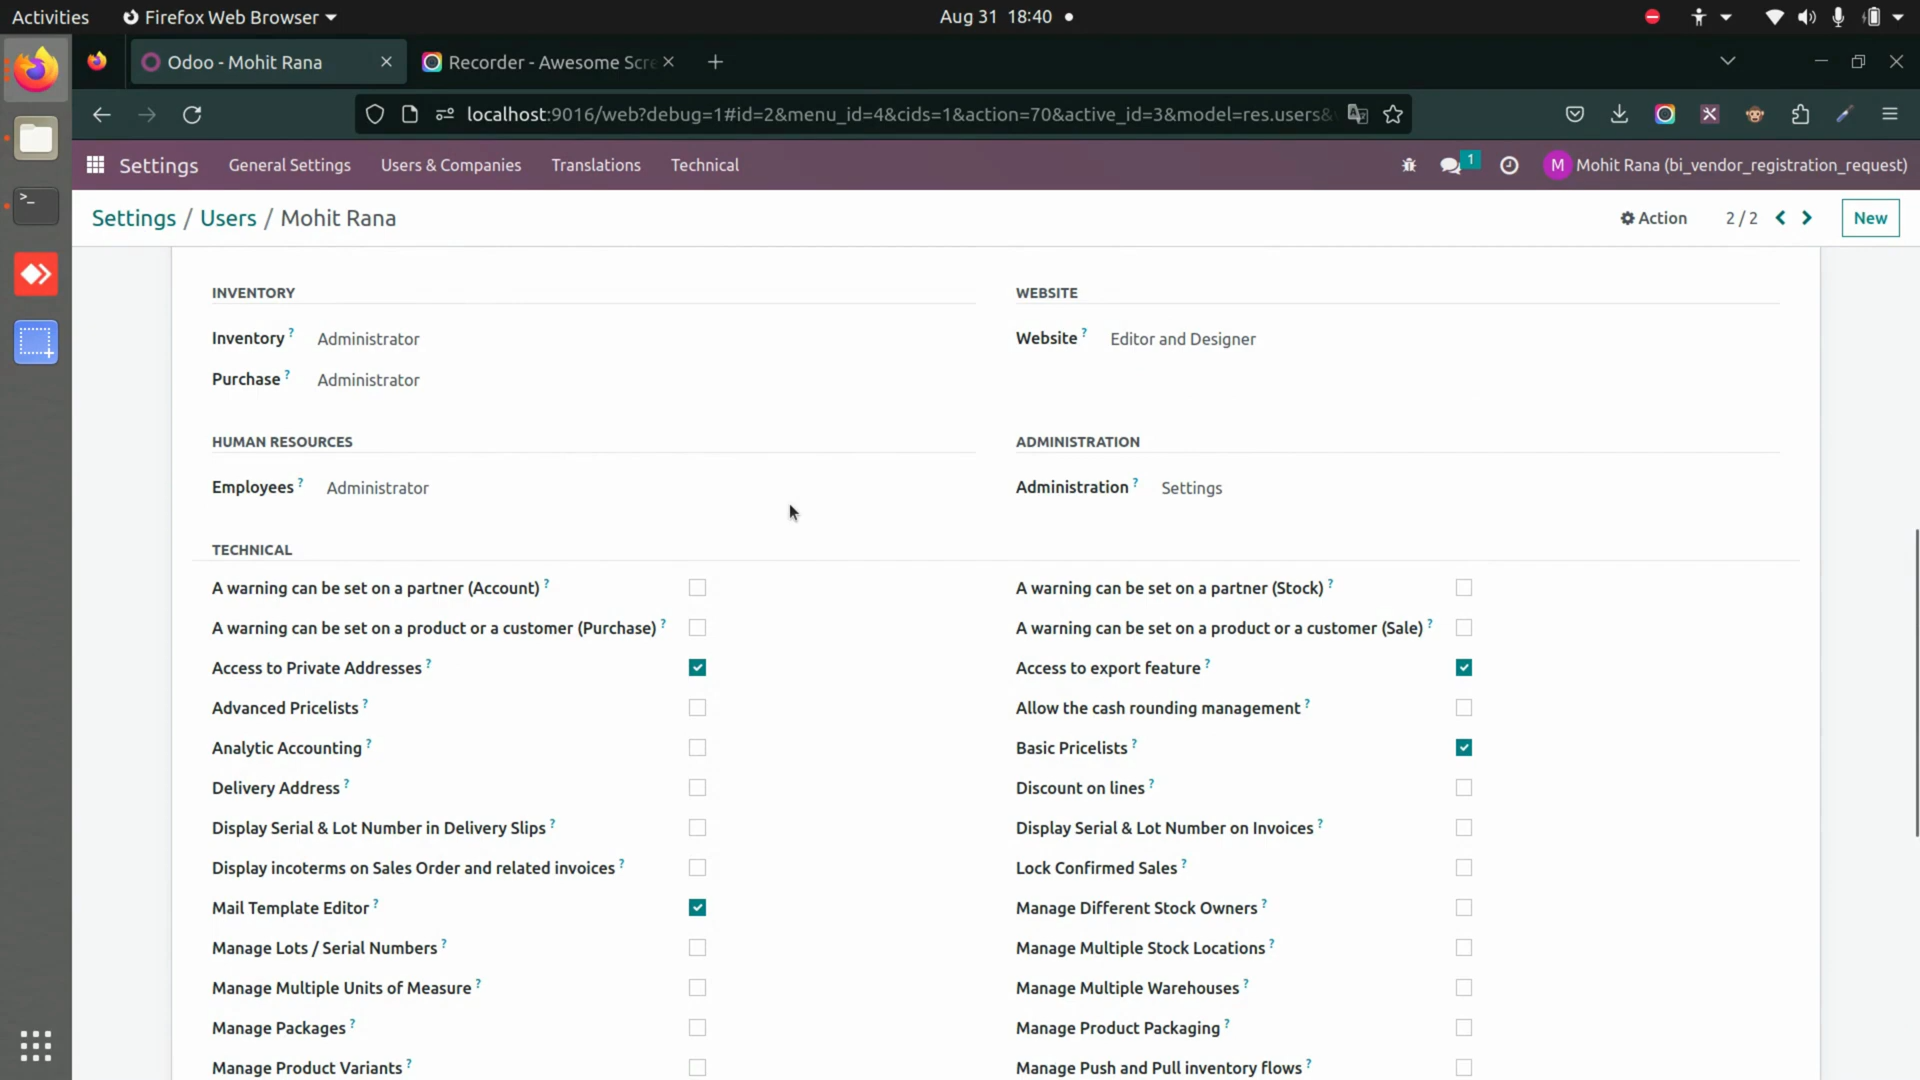 Activities
Firefox Web Browser
Aug 31 18:40
Odoo - Mohit Rana
Recorder - Awesome Scre
localhost:9016/web?debug=1#id=2&menu_id=4&cids=1&action=70&active_id=3&model=res.users&
Settings
General Settings
Users & Companies
Translations
Technical
1
M
Mohit Rana (bi_vendor_registration_request)
Settings / Users / Mohit Rana
Action
2 / 2
New
INVENTORY
WEBSITE
Inventory ? Administrator
Website ? Editor and Designer
Purchase ? Administrator
HUMAN RESOURCES
ADMINISTRATION
Employees ? Administrator
Administration ? Settings
TECHNICAL
A warning can be set on a partner (Account) ?
A warning can be set on a partner (Stock) ?
A warning can be set on a product or a customer (Purchase) ?
A warning can be set on a product or a customer (Sale) ?
Access to Private Addresses ?
Access to export feature ?
Advanced Pricelists ?
Allow the cash rounding management ?
Analytic Accounting ?
Basic Pricelists ?
Delivery Address ?
Discount on lines ?
Display Serial & Lot Number in Delivery Slips ?
Display Serial & Lot Number on Invoices ?
Display incoterms on Sales Order and related invoices ?
Lock Confirmed Sales ?
Mail Template Editor ?
Manage Different Stock Owners ?
Manage Lots / Serial Numbers ?
Manage Multiple Stock Locations ?
Manage Multiple Units of Measure ?
Manage Multiple Warehouses ?
Manage Packages ?
Manage Product Packaging ?
Manage Product Variants ?
Manage Push and Pull inventory flows ?